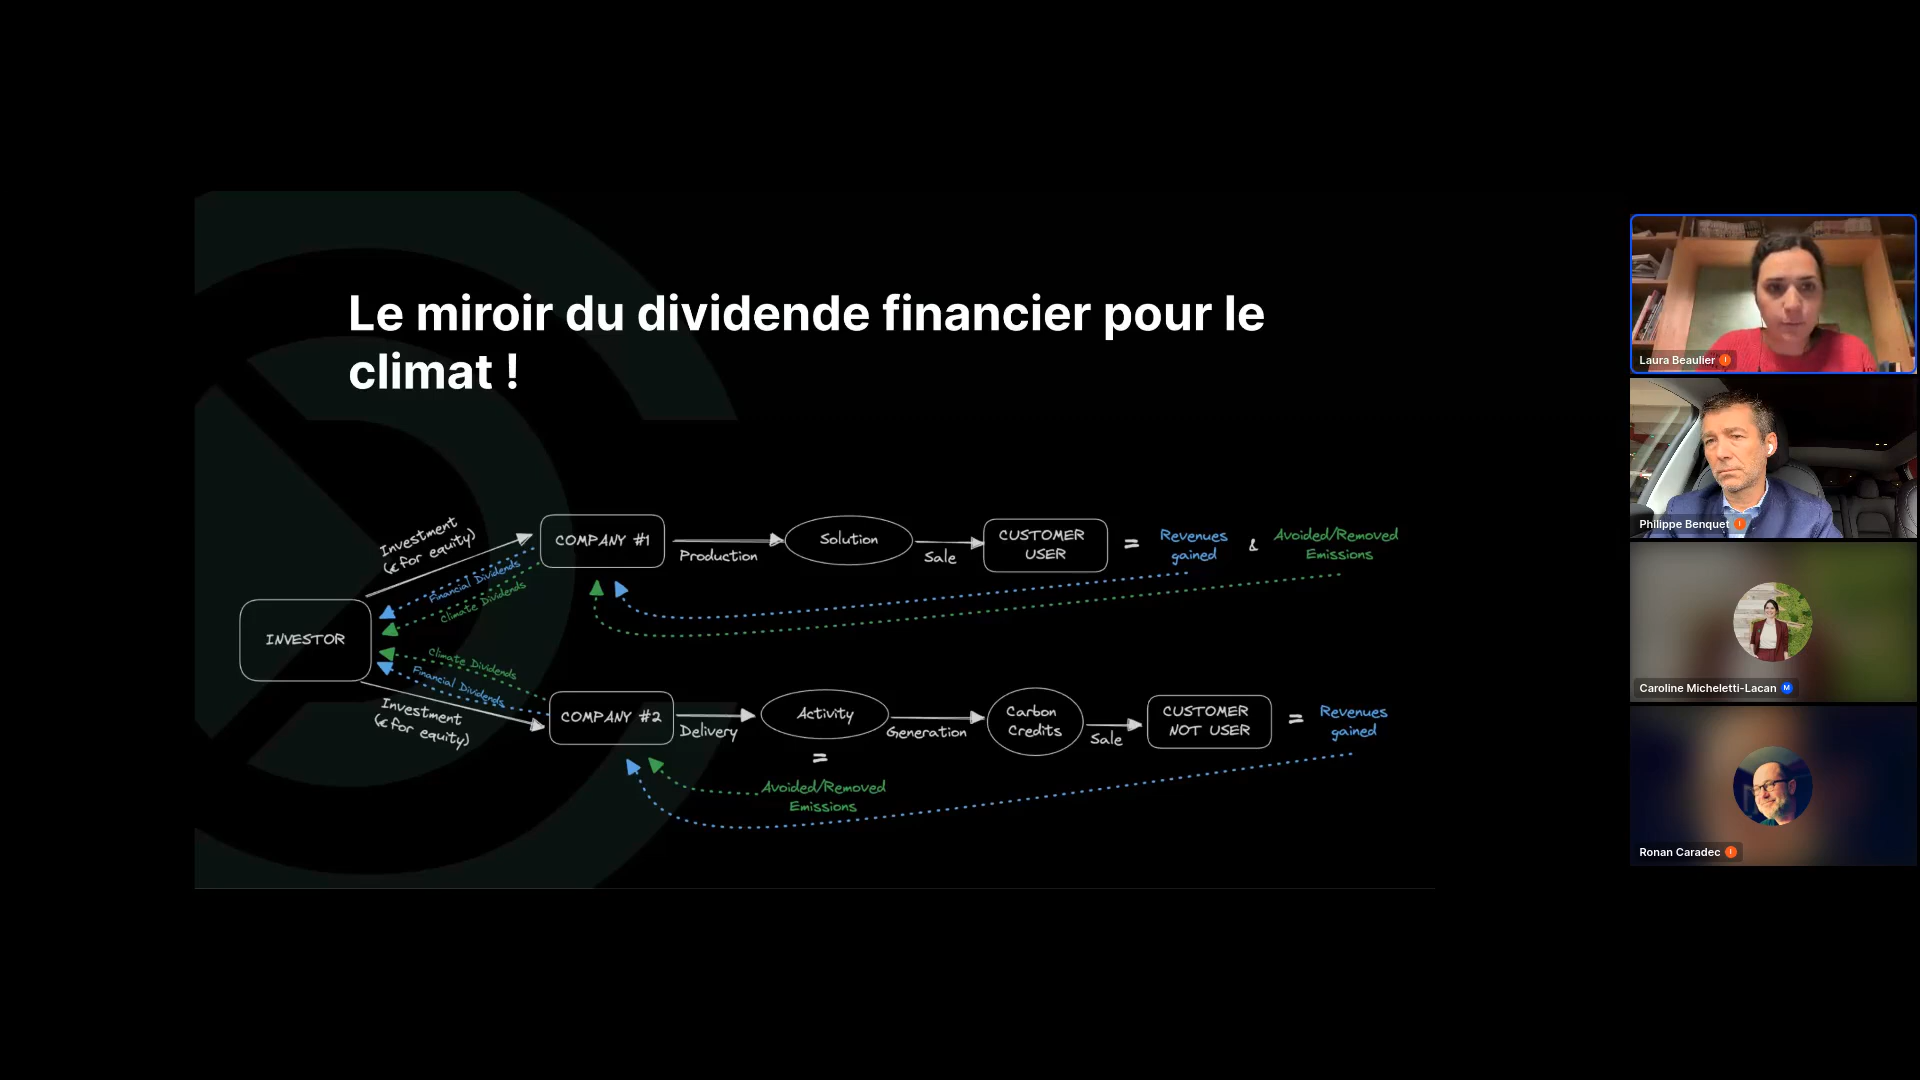 Le miroir du dividende financier pour le
climat !
Investment
(€ for equity)
COMPANY #1
Production
Solution
Sale
CUSTOMER
USER
=
Revenues
gained
&
Avoided/Removed
Emissions
Financial Dividends
Climate Dividends
INVESTOR
Climate Dividends
Financial Dividends
Investment
(€ for equity)
COMPANY #2
Delivery
Activity
Generation
Carbon
Credits
Sale
CUSTOMER
NOT USER
=
Revenues
gained
=
Avoided/Removed
Emissions
Laura Beaulier
Philippe Benquet
Caroline Micheletti-Lacan M
Ronan Caradec